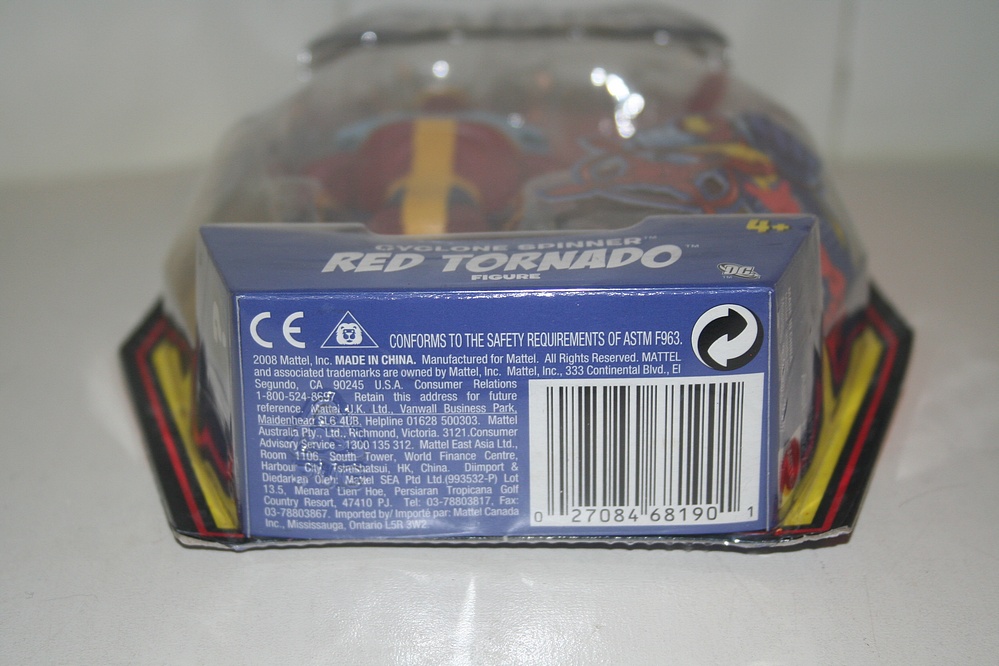 4+
CYCLONE SPINNER™
RED TORNADO™
FIGURE
DC
CE
CONFORMS TO THE SAFETY REQUIREMENTS OF ASTM F963.
2008 Mattel, Inc. MADE IN CHINA. Manufactured for Mattel. All Rights Reserved. MATTEL
and associated trademarks are owned by Mattel, Inc. Mattel, Inc., 333 Continental Blvd., El
Segundo, CA 90245 U.S.A. Consumer Relations
1-800-524-8697 Retain this address for future
reference. Mattel U.K. Ltd., Vanwall Business Park,
Maidenhead SL6 4UB. Helpline 01628 500303. Mattel
Australia Pty., Ltd., Richmond, Victoria. 3121.Consumer
Advisory Service - 1300 135 312. Mattel East Asia Ltd.,
Room 1106, South Tower, World Finance Centre,
Harbour City, Tsimshatsui, HK, China. Diimport &
Diedarkan Oleh: Mattel SEA Ptd Ltd.(993532-P) Lot
13.5, Menara Lien Hoe, Persiaran Tropicana Golf
Country Resort, 47410 PJ. Tel: 03-78803817, Fax:
03-78803867. Imported by/ Importé par: Mattel Canada
Inc., Mississauga, Ontario L5R 3W2
0 27084 68190 1